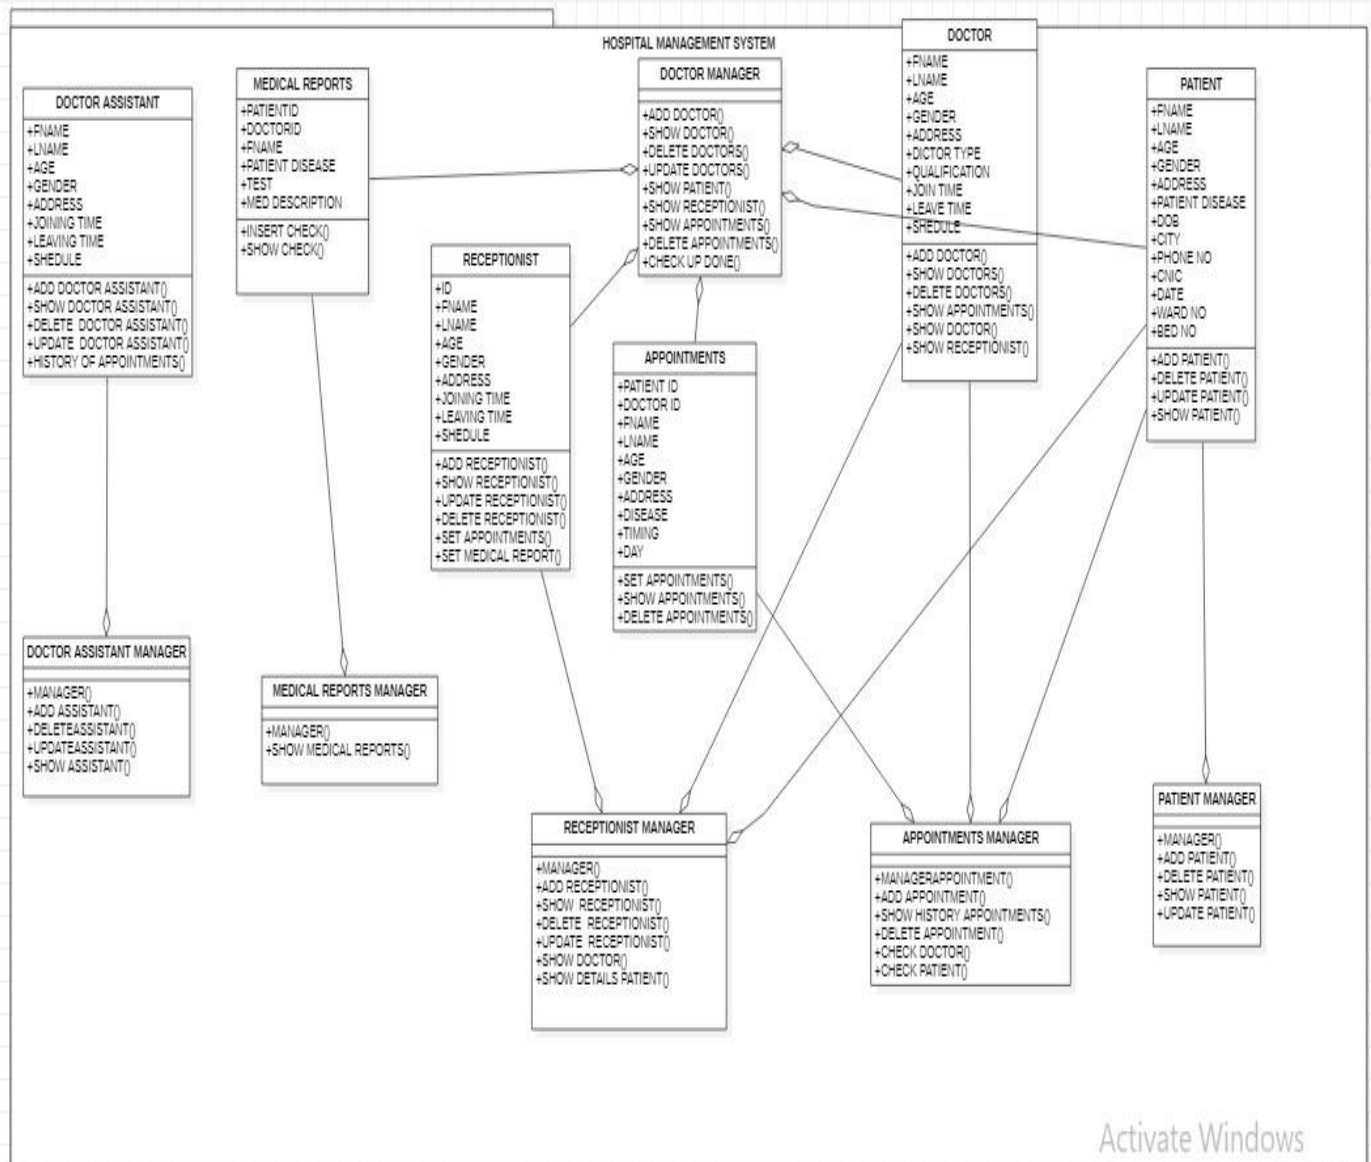 HOSPITAL MANAGEMENT SYSTEM
DOCTOR ASSISTANT
+FNAME
+LNAME
+AGE
+GENDER
+ADDRESS
+JOINING TIME
+LEAVING TIME
+SHEDULE
+ADD DOCTOR ASSISTANT()
+SHOW DOCTOR ASSISTANT()
+DELETE DOCTOR ASSISTANT()
+UPDATE DOCTOR ASSISTANT()
+HISTORY OF APPOINTMENTS()
MEDICAL REPORTS
+PATIENTID
+DOCTORID
+FNAME
+PATIENT DISEASE
+TEST
+MED DESCRIPTION
+INSERT CHECK()
+SHOW CHECK()
RECEPTIONIST
+ID
+FNAME
+LNAME
+AGE
+GENDER
+ADDRESS
+JOINING TIME
+LEAVING TIME
+SHEDULE
+ADD RECEPTIONIST()
+SHOW RECEPTIONIST()
+UPDATE RECEPTIONIST()
+DELETE RECEPTIONIST()
+SET APPOINTMENTS()
+SET MEDICAL REPORT()
DOCTOR MANAGER
+ADD DOCTOR()
+SHOW DOCTOR()
+DELETE DOCTORS()
+UPDATE DOCTORS()
+SHOW PATIENT()
+SHOW RECEPTIONIST()
+SHOW APPOINTMENTS()
+DELETE APPOINTMENTS()
+CHECK UP DONE()
APPOINTMENTS
+PATIENT ID
+DOCTOR ID
+FNAME
+LNAME
+AGE
+GENDER
+ADDRESS
+DISEASE
+TIMING
+DAY
+SET APPOINTMENTS()
+SHOW APPOINTMENTS()
+DELETE APPOINTMENTS()
DOCTOR
+FNAME
+LNAME
+AGE
+GENDER
+ADDRESS
+DICTOR TYPE
+QUALIFICATION
+JOIN TIME
+LEAVE TIME
+SHEDULE
+ADD DOCTOR()
+SHOW DOCTORS()
+DELETE DOCTORS()
+SHOW APPOINTMENTS()
+SHOW DOCTOR()
+SHOW RECEPTIONIST()
PATIENT
+FNAME
+LNAME
+AGE
+GENDER
+ADDRESS
+PATIENT DISEASE
+DOB
+CITY
+PHONE NO
+CNIC
+DATE
+WARD NO
+BED NO
+ADD PATIENT()
+DELETE PATIENT()
+UPDATE PATIENT()
+SHOW PATIENT()
DOCTOR ASSISTANT MANAGER
+MANAGER()
+ADD ASSISTANT()
+DELETEASSISTANT()
+UPDATEASSISTANT()
+SHOW ASSISTANT()
MEDICAL REPORTS MANAGER
+MANAGER()
+SHOW MEDICAL REPORTS()
RECEPTIONIST MANAGER
+MANAGER()
+ADD RECEPTIONIST()
+SHOW RECEPTIONIST()
+DELETE RECEPTIONIST()
+UPDATE RECEPTIONIST()
+SHOW DOCTOR()
+SHOW DETAILS PATIENT()
APPOINTMENTS MANAGER
+MANAGERAPPOINTMENT()
+ADD APPOINTMENT()
+SHOW HISTORY APPOINTMENTS()
+DELETE APPOINTMENT()
+CHECK DOCTOR()
+CHECK PATIENT()
PATIENT MANAGER
+MANAGER()
+ADD PATIENT()
+DELETE PATIENT()
+SHOW PATIENT()
+UPDATE PATIENT()
Activate Windows